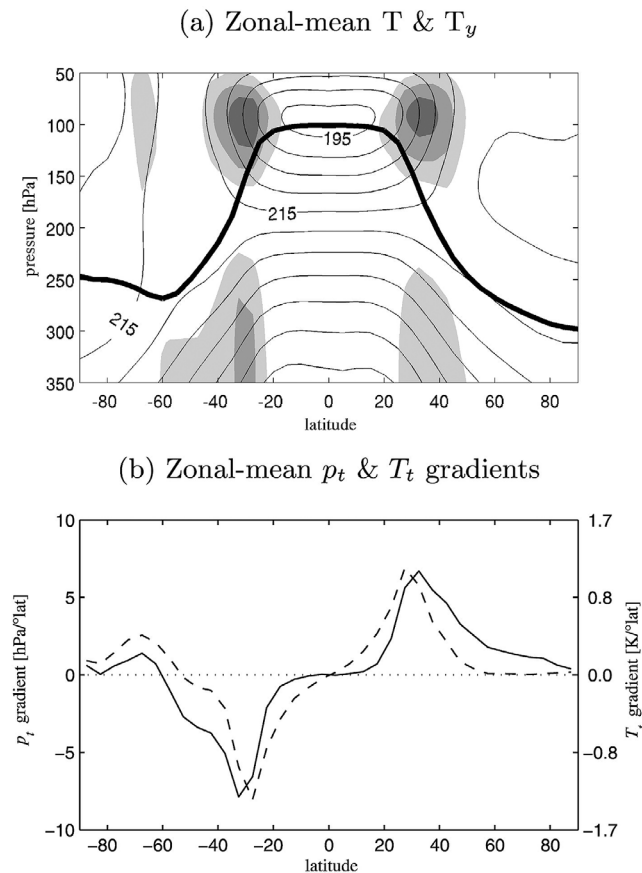 (a) Zonal-mean T & T_y
50
100
150
200
250
300
350
pressure [hPa]
195
215
215
-80 -60 -40 -20 0 20 40 60 80
latitude
(b) Zonal-mean p_t & T_t gradients
10
5
0
−5
−10
p_t gradient [hPa/°lat]
1.7
1.1
0.8
0.0
-0.8
-1.7
T_t gradient [K/°lat]
−80 −60 −40 −20 0 20 40 60 80
latitude